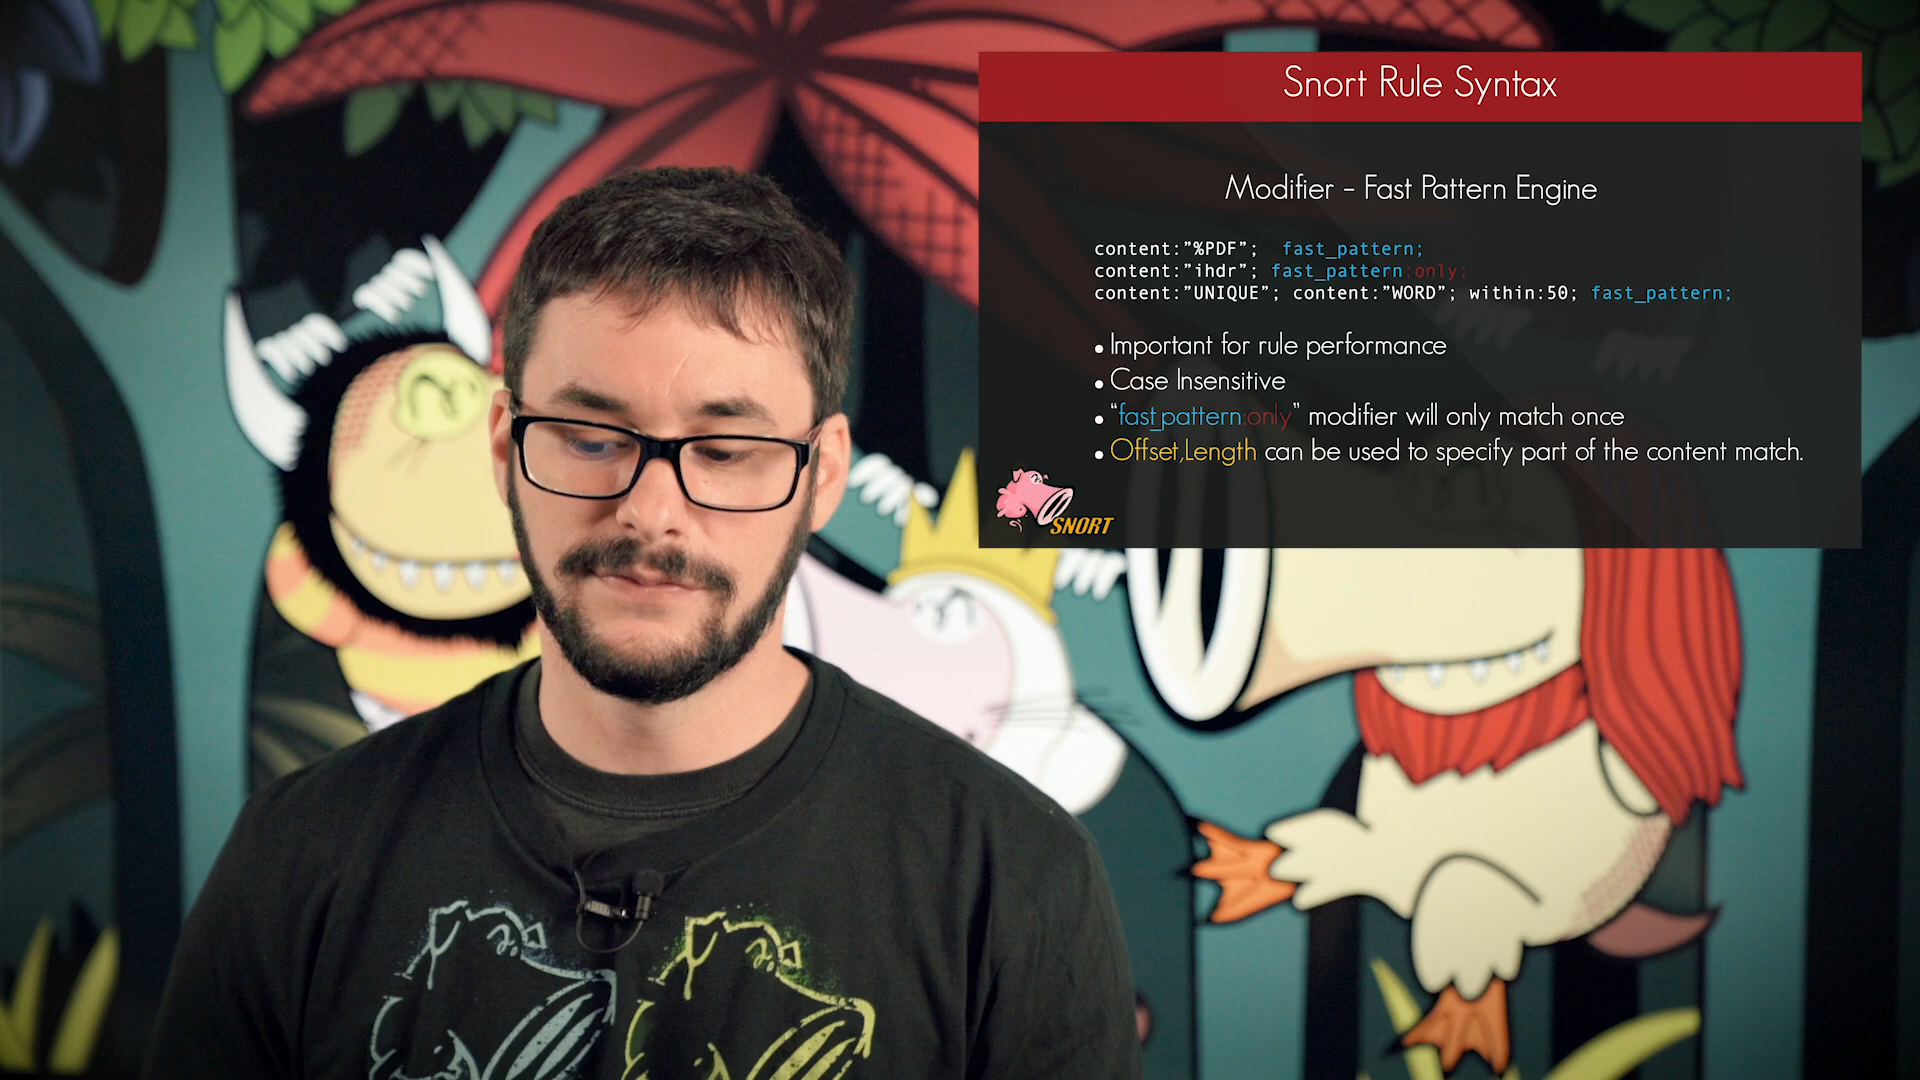 Snort Rule Syntax
Modifier - Fast Pattern Engine
content:”%PDF”; fast_pattern;
content:"ihdr"; fast_pattern:only;
content:"UNIQUE"; content:”WORD”; within:50; fast_pattern;
• Important for rule performance
• Case Insensitive
• “fast_pattern:only” modifier will only match once
• Offset,Length can be used to specify part of the content match.
SNORT